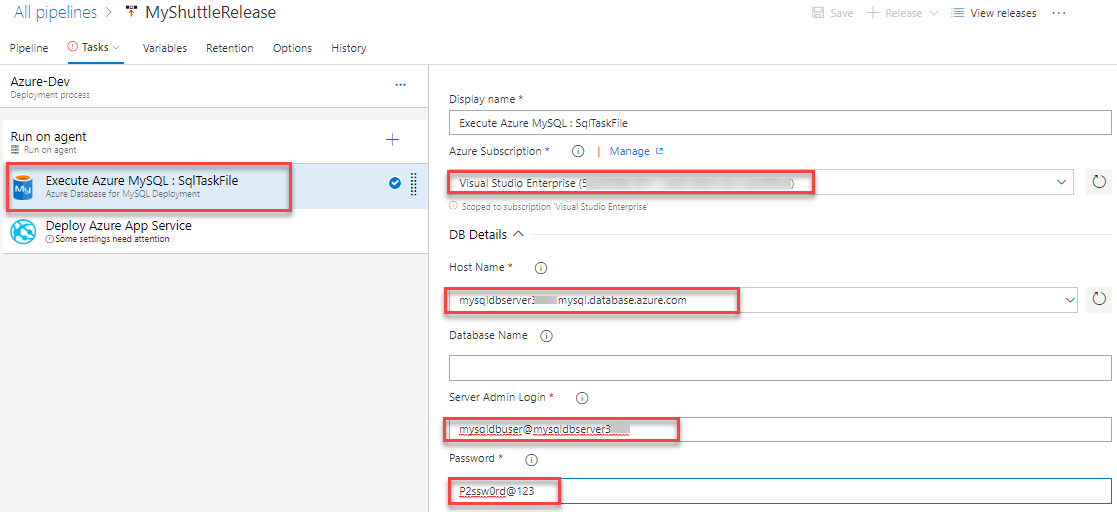 All pipelines > MyShuttleRelease
Save
Release
View releases
...
Pipeline
Tasks
Variables
Retention
Options
History
Azure-Dev
Deployment process
...
Run on agent
Run on agent
My
Execute Azure MySQL : SqlTaskFile
Azure Database for MySQL Deployment
Deploy Azure App Service
Some settings need attention
Display name *
Execute Azure MySQL : SqlTaskFile
Azure Subscription * | Manage
Visual Studio Enterprise (5 )
Scoped to subscription 'Visual Studio Enterprise'
DB Details
Host Name *
mysqldbserver3 mysql.database.azure.com
Database Name
Server Admin Login *
mysqldbuser@mysqldbserver3
Password *
P2ssw0rd@123